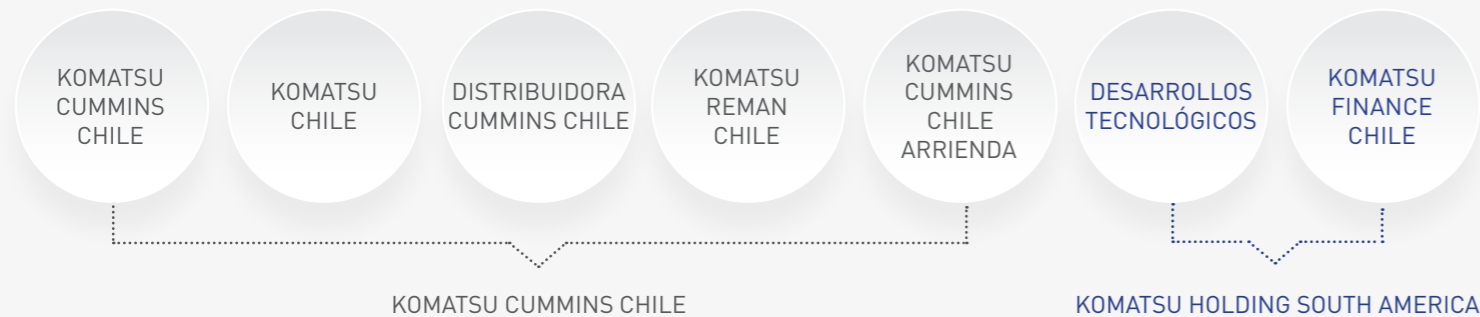 KOMATSU
CUMMINS
CHILE
KOMATSU
CHILE
DISTRIBUIDORA
CUMMINS CHILE
KOMATSU
REMAN
CHILE
KOMATSU
CUMMINS
CHILE
ARRIENDA
DESARROLLOS
TECNOLÓGICOS
KOMATSU
FINANCE
CHILE
KOMATSU CUMMINS CHILE
KOMATSU HOLDING SOUTH AMERICA